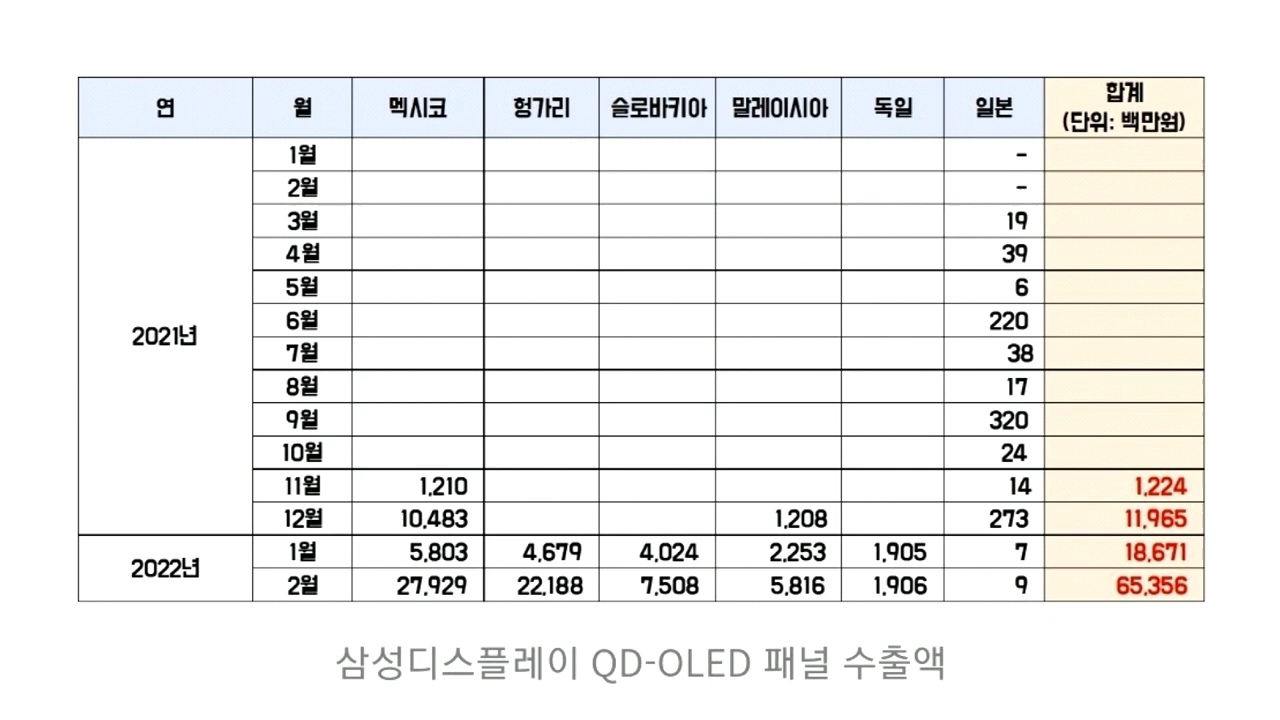 연 월 멕시코 헝가리 슬로바키아 말레이시아 독일 일본 합계
(단위: 백만원)
2021년
1월 -
2월 -
3월 19
4월 39
5월 6
6월 220
7월 38
8월 17
9월 320
10월 24
11월 1,210 14 1,224
12월 10,483 1,208 273 11,965
2022년
1월 5,803 4,679 4,024 2,253 1,905 7 18,671
2월 27,929 22,188 7,508 5,816 1,906 9 65,356
삼성디스플레이 QD-OLED 패널 수출액